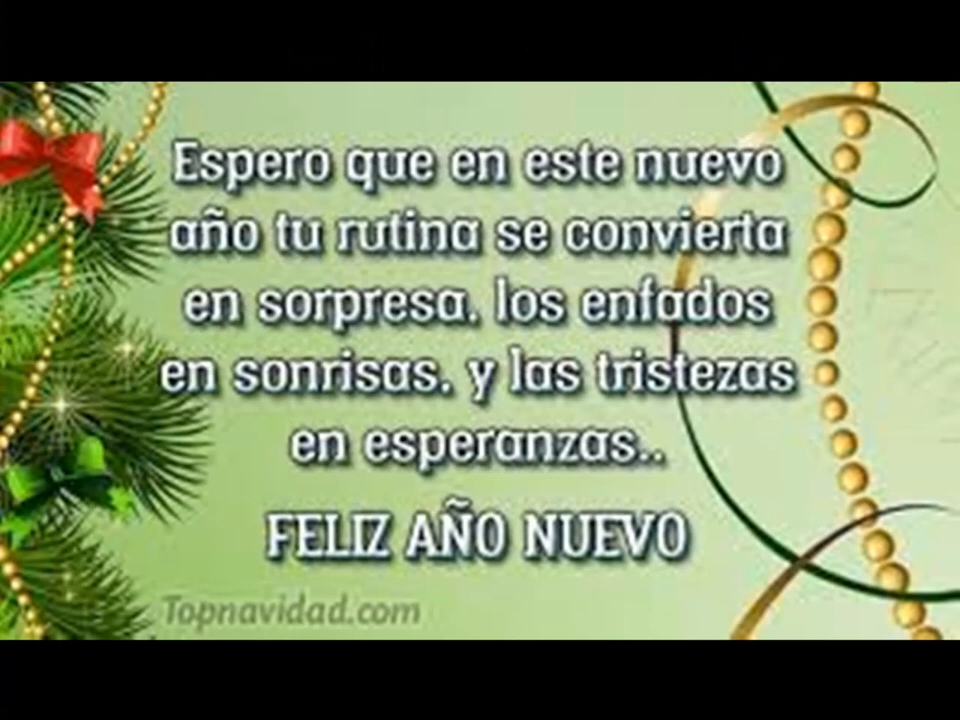 Espero que en este nuevo
año tu rutina se convierta
en sorpresa, los enfados
en sonrisas, y las tristezas
en esperanzas..
FELIZ AÑO NUEVO
Topnavidad.com